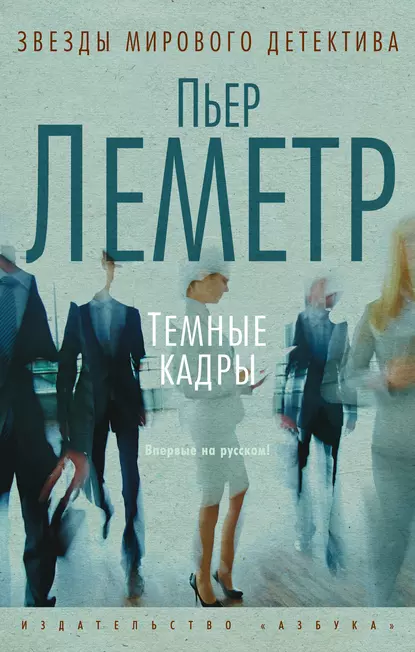 ЗВЕЗДЫ МИРОВОГО ДЕТЕКТИВА
ПЬЕР
ЛЕМЕТР
ТЕМНЫЕ
КАДРЫ
Впервые на русском!
ИЗДАТЕЛЬСТВО «АЗБУКА»